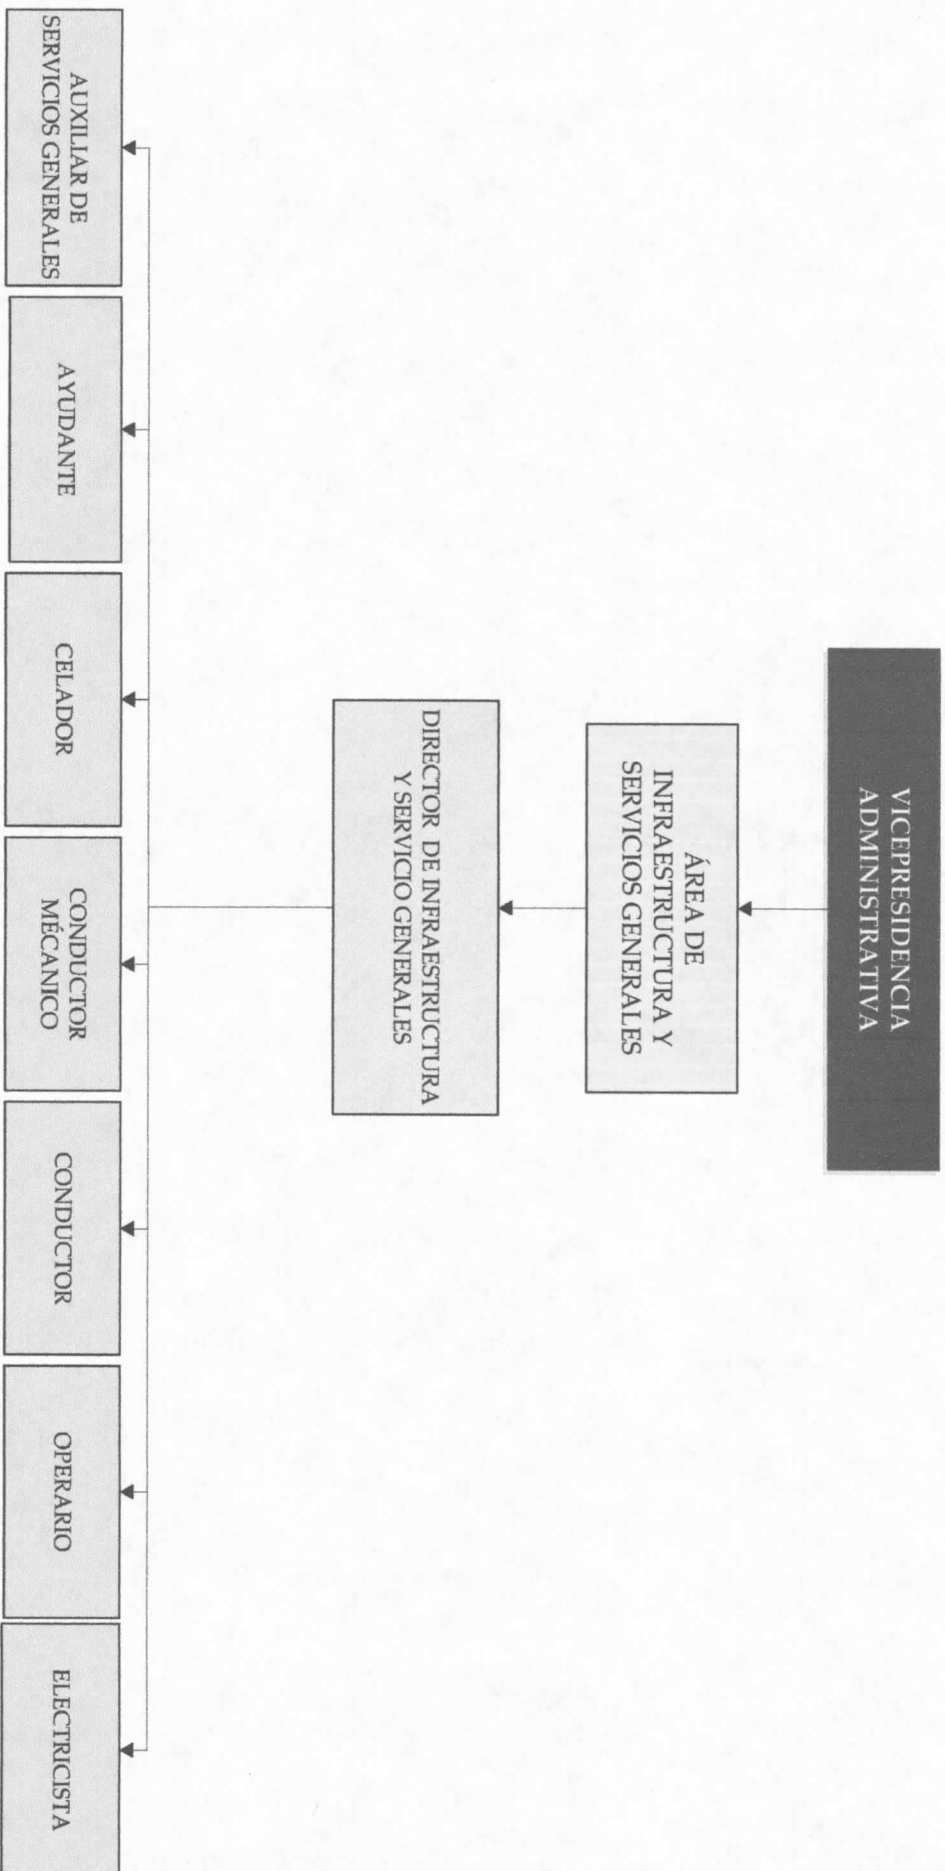 VICEPRESIDENCIA
ADMINISTRATIVA
ÁREA DE
INFRAESTRUCTURA Y
SERVICIOS GENERALES
DIRECTOR DE INFRAESTRUCTURA
Y SERVICIO GENERALES
AUXILIAR DE
SERVICIOS GENERALES
AYUDANTE
CELADOR
CONDUCTOR
MÉCANICO
CONDUCTOR
OPERARIO
ELECTRICISTA